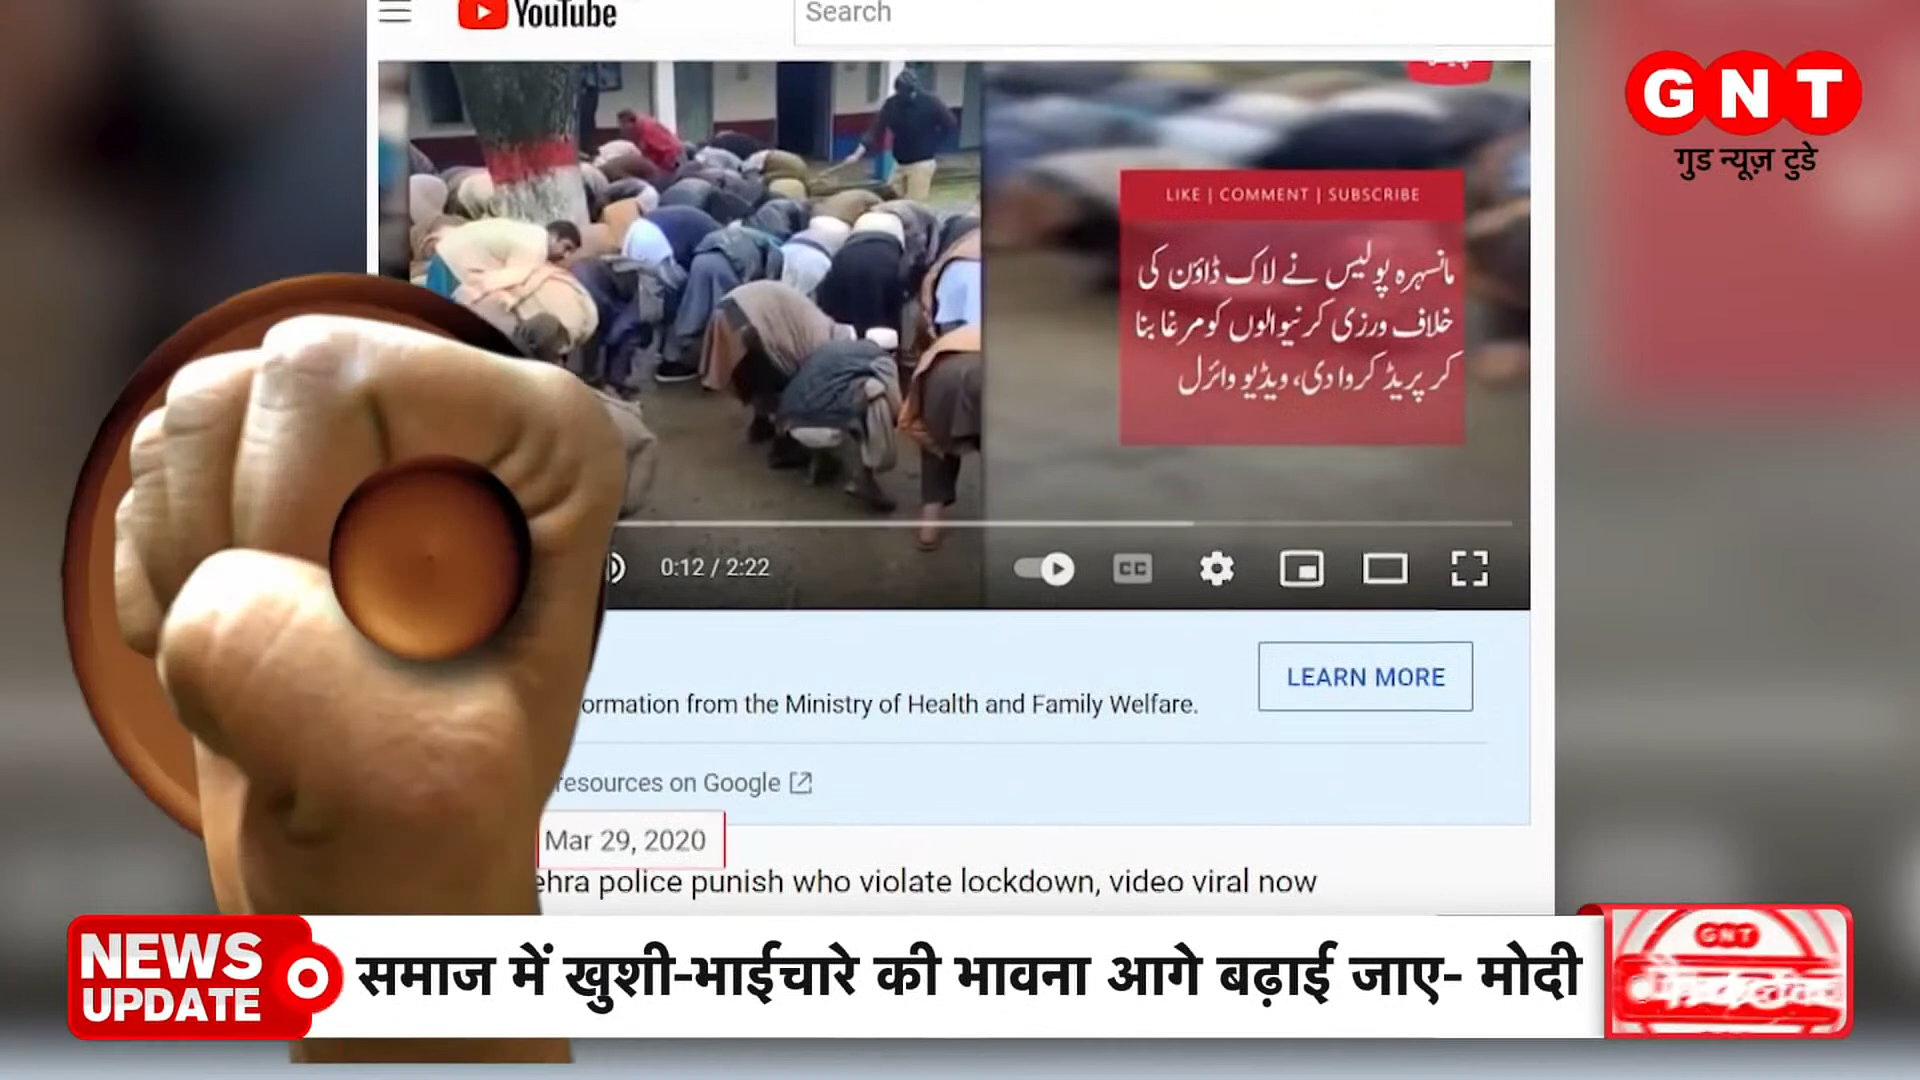 YouTube
Search
GNT
गुड न्यूज़ टुडे
LIKE | COMMENT | SUBSCRIBE
مانسہرہ پولیس نے لاک ڈاؤن کی
خلاف ورزی کرنیوالوں کو مرغا بنا
کر پریڈ کروا دی، ویڈیو وائرل
0:12 / 2:22
CC
LEARN MORE
ormation from the Ministry of Health and Family Welfare.
resources on Google
Mar 29, 2020
ehra police punish who violate lockdown, video viral now
NEWS
UPDATE
समाज में खुशी-भाईचारे की भावना आगे बढ़ाई जाए- मोदी
GNT